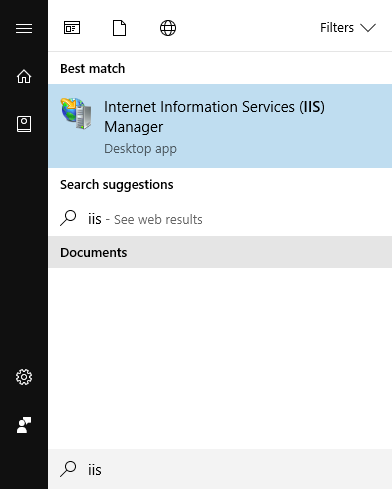 Filters
Best match
Internet Information Services (IIS)
Manager
Desktop app
Search suggestions
iis - See web results
Documents
iis